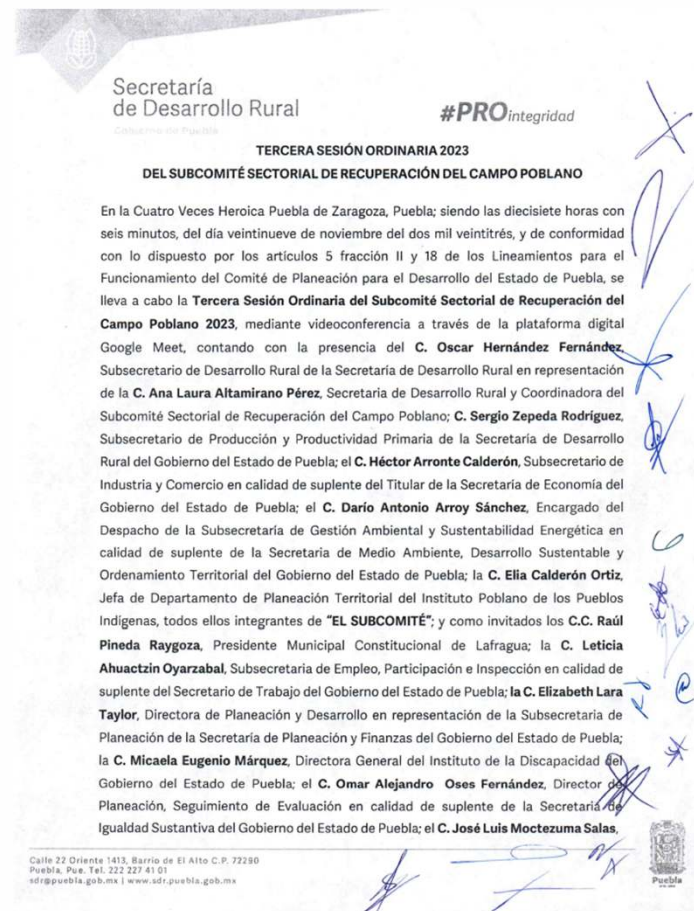 Secretaría
de Desarrollo Rural
Gobierno de Puebla
#PROintegridad
TERCERA SESIÓN ORDINARIA 2023
DEL SUBCOMITÉ SECTORIAL DE RECUPERACIÓN DEL CAMPO POBLANO
En la Cuatro Veces Heroica Puebla de Zaragoza, Puebla; siendo las diecisiete horas con
seis minutos, del día veintinueve de noviembre del dos mil veintitrés, y de conformidad
con lo dispuesto por los artículos 5 fracción II y 18 de los Lineamientos para el
Funcionamiento del Comité de Planeación para el Desarrollo del Estado de Puebla, se
lleva a cabo la Tercera Sesión Ordinaria del Subcomité Sectorial de Recuperación del
Campo Poblano 2023, mediante videoconferencia a través de la plataforma digital
Google Meet, contando con la presencia del C. Oscar Hernández Fernández,
Subsecretario de Desarrollo Rural de la Secretaría de Desarrollo Rural en representación
de la C. Ana Laura Altamirano Pérez, Secretaria de Desarrollo Rural y Coordinadora del
Subcomité Sectorial de Recuperación del Campo Poblano; C. Sergio Zepeda Rodríguez,
Subsecretario de Producción y Productividad Primaria de la Secretaría de Desarrollo
Rural del Gobierno del Estado de Puebla; el C. Héctor Arronte Calderón, Subsecretario de
Industria y Comercio en calidad de suplente del Titular de la Secretaría de Economía del
Gobierno del Estado de Puebla; el C. Darío Antonio Arroy Sánchez, Encargado del
Despacho de la Subsecretaría de Gestión Ambiental y Sustentabilidad Energética en
calidad de suplente de la Secretaria de Medio Ambiente, Desarrollo Sustentable y
Ordenamiento Territorial del Gobierno del Estado de Puebla; la C. Elia Calderón Ortiz,
Jefa de Departamento de Planeación Territorial del Instituto Poblano de los Pueblos
Indígenas, todos ellos integrantes de “EL SUBCOMITÉ”; y como invitados los C.C. Raúl
Pineda Raygoza, Presidente Municipal Constitucional de Lafragua; la C. Leticia
Ahuactzin Oyarzabal, Subsecretaria de Empleo, Participación e Inspección en calidad de
suplente del Secretario de Trabajo del Gobierno del Estado de Puebla; la C. Elizabeth Lara
Taylor, Directora de Planeación y Desarrollo en representación de la Subsecretaria de
Planeación de la Secretaría de Planeación y Finanzas del Gobierno del Estado de Puebla;
la C. Micaela Eugenio Márquez, Directora General del Instituto de la Discapacidad del
Gobierno del Estado de Puebla; el C. Omar Alejandro Oses Fernández, Director de
Planeación, Seguimiento de Evaluación en calidad de suplente de la Secretaria de
Igualdad Sustantiva del Gobierno del Estado de Puebla; el C. José Luis Moctezuma Salas,
Calle 22 Oriente 1413, Barrio de El Alto C.P. 72290
Puebla, Pue. Tel. 222 227 41 01
sdr@puebla.gob.mx | www.sdr.puebla.gob.mx
Puebla